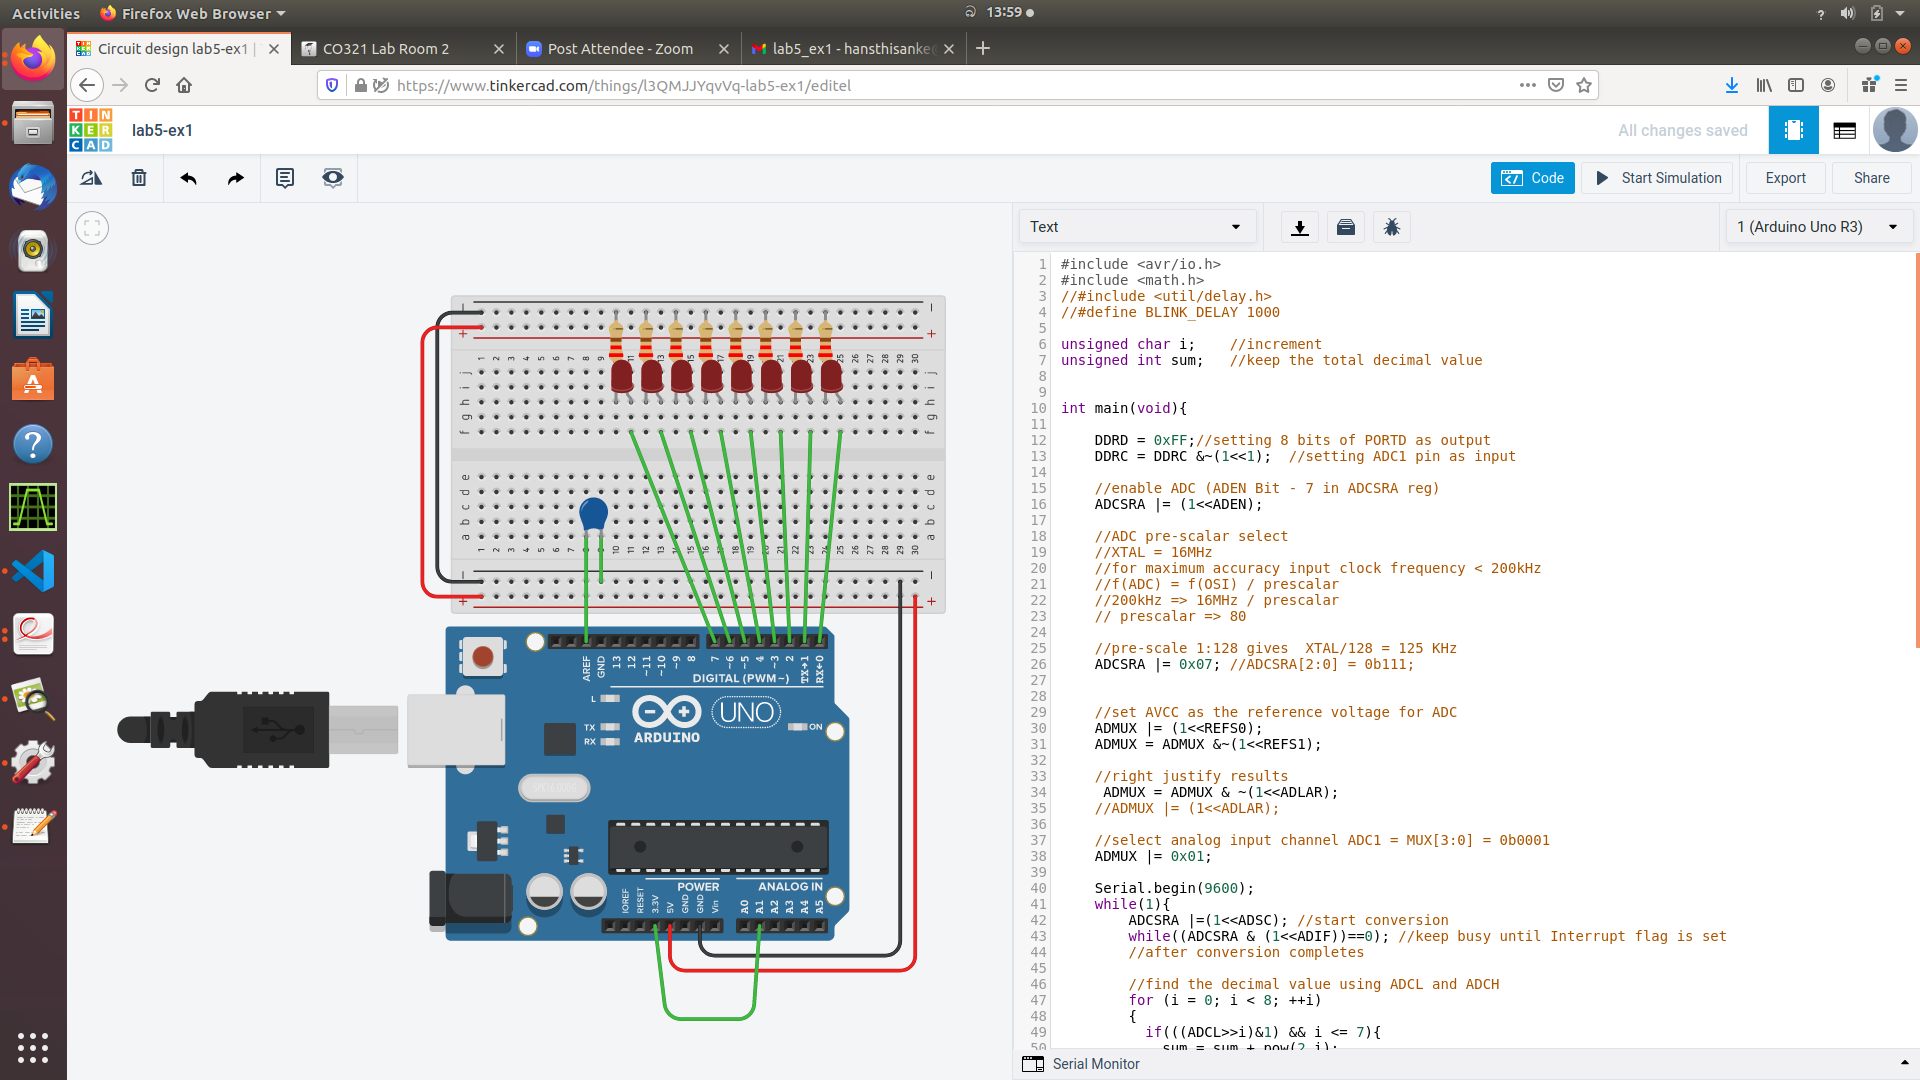 Activities
Firefox Web Browser
13:59
Circuit design lab5-ex1 |
CO321 Lab Room 2
Post Attendee - Zoom
lab5_ex1 - hansthisanke
https://www.tinkercad.com/things/l3QMJJYqvVq-lab5-ex1/editel
TIN
KER
CAD
lab5-ex1
All changes saved
Code
Start Simulation
Export
Share
Text
1 (Arduino Uno R3)
1 #include <avr/io.h>
2 #include <math.h>
3 //#include <util/delay.h>
4 //#define BLINK_DELAY 1000
5
6 unsigned char i;    //increment
7 unsigned int sum;   //keep the total decimal value
8
9
10 int main(void){
11
12     DDRD = 0xFF;//setting 8 bits of PORTD as output
13     DDRC = DDRC &~(1<<1);  //setting ADC1 pin as input
14
15     //enable ADC (ADEN Bit - 7 in ADCSRA reg)
16     ADCSRA |= (1<<ADEN);
17
18     //ADC pre-scalar select
19     //XTAL = 16MHz
20     //for maximum accuracy input clock frequency < 200kHz
21     //f(ADC) = f(OSI) / prescalar
22     //200kHz => 16MHz / prescalar
23     // prescalar => 80
24
25     //pre-scale 1:128 gives  XTAL/128 = 125 KHz
26     ADCSRA |= 0x07; //ADCSRA[2:0] = 0b111;
27
28
29     //set AVCC as the reference voltage for ADC
30     ADMUX |= (1<<REFS0);
31     ADMUX = ADMUX &~(1<<REFS1);
32
33     //right justify results
34      ADMUX = ADMUX & ~(1<<ADLAR);
35     //ADMUX |= (1<<ADLAR);
36
37     //select analog input channel ADC1 = MUX[3:0] = 0b0001
38     ADMUX |= 0x01;
39
40     Serial.begin(9600);
41     while(1){
42         ADCSRA |=(1<<ADSC); //start conversion
43         while((ADCSRA & (1<<ADIF))==0); //keep busy until Interrupt flag is set
44         //after conversion completes
45
46         //find the decimal value using ADCL and ADCH
47         for (i = 0; i < 8; ++i)
48         {
49           if(((ADCL>>i)&1) && i <= 7){
50             sum = sum + pow(2,i);
Serial Monitor
AREF GND 13 12 ~11 ~10 ~9 8 7 ~6 ~5 4 ~3 2 TX→1 RX←0
DIGITAL (PWM~)
L
TX
RX
ARDUINO
UNO
ON
POWER
ANALOG IN
IOREF RESET 3.3V 5V GND GND Vin A0 A1 A2 A3 A4 A5